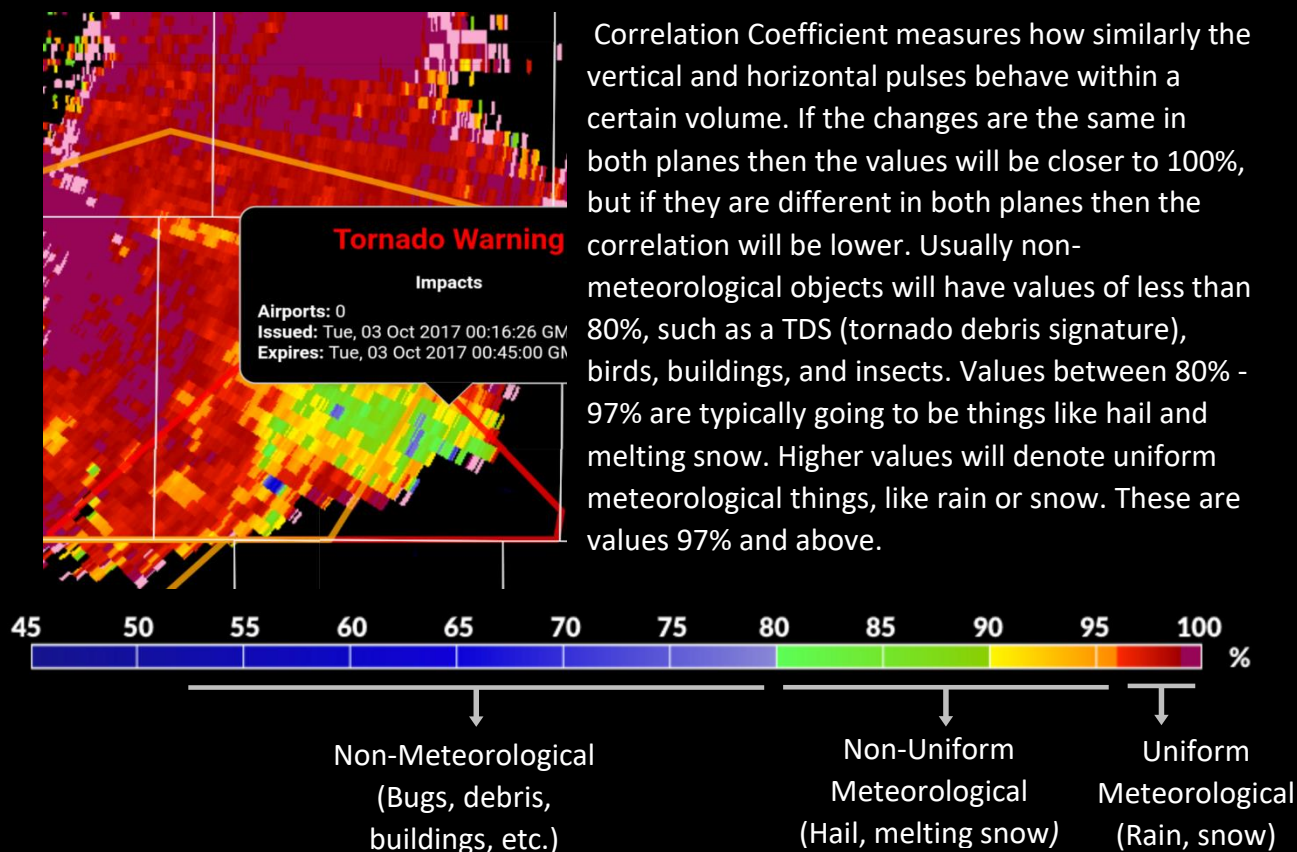 Correlation Coefficient measures how similarly the
vertical and horizontal pulses behave within a
certain volume. If the changes are the same in
both planes then the values will be closer to 100%,
but if they are different in both planes then the
correlation will be lower. Usually non-
meteorological objects will have values of less than
80%, such as a TDS (tornado debris signature),
birds, buildings, and insects. Values between 80% -
97% are typically going to be things like hail and
melting snow. Higher values will denote uniform
meteorological things, like rain or snow. These are
values 97% and above.
Tornado Warning
Impacts
Airports: 0
Issued: Tue, 03 Oct 2017 00:16:26 GM
Expires: Tue, 03 Oct 2017 00:45:00 GM
45 50 55 60 65 70 75 80 85 90 95 100
%
Non-Meteorological
(Bugs, debris,
buildings, etc.)
Non-Uniform
Meteorological
(Hail, melting snow)
Uniform
Meteorological
(Rain, snow)